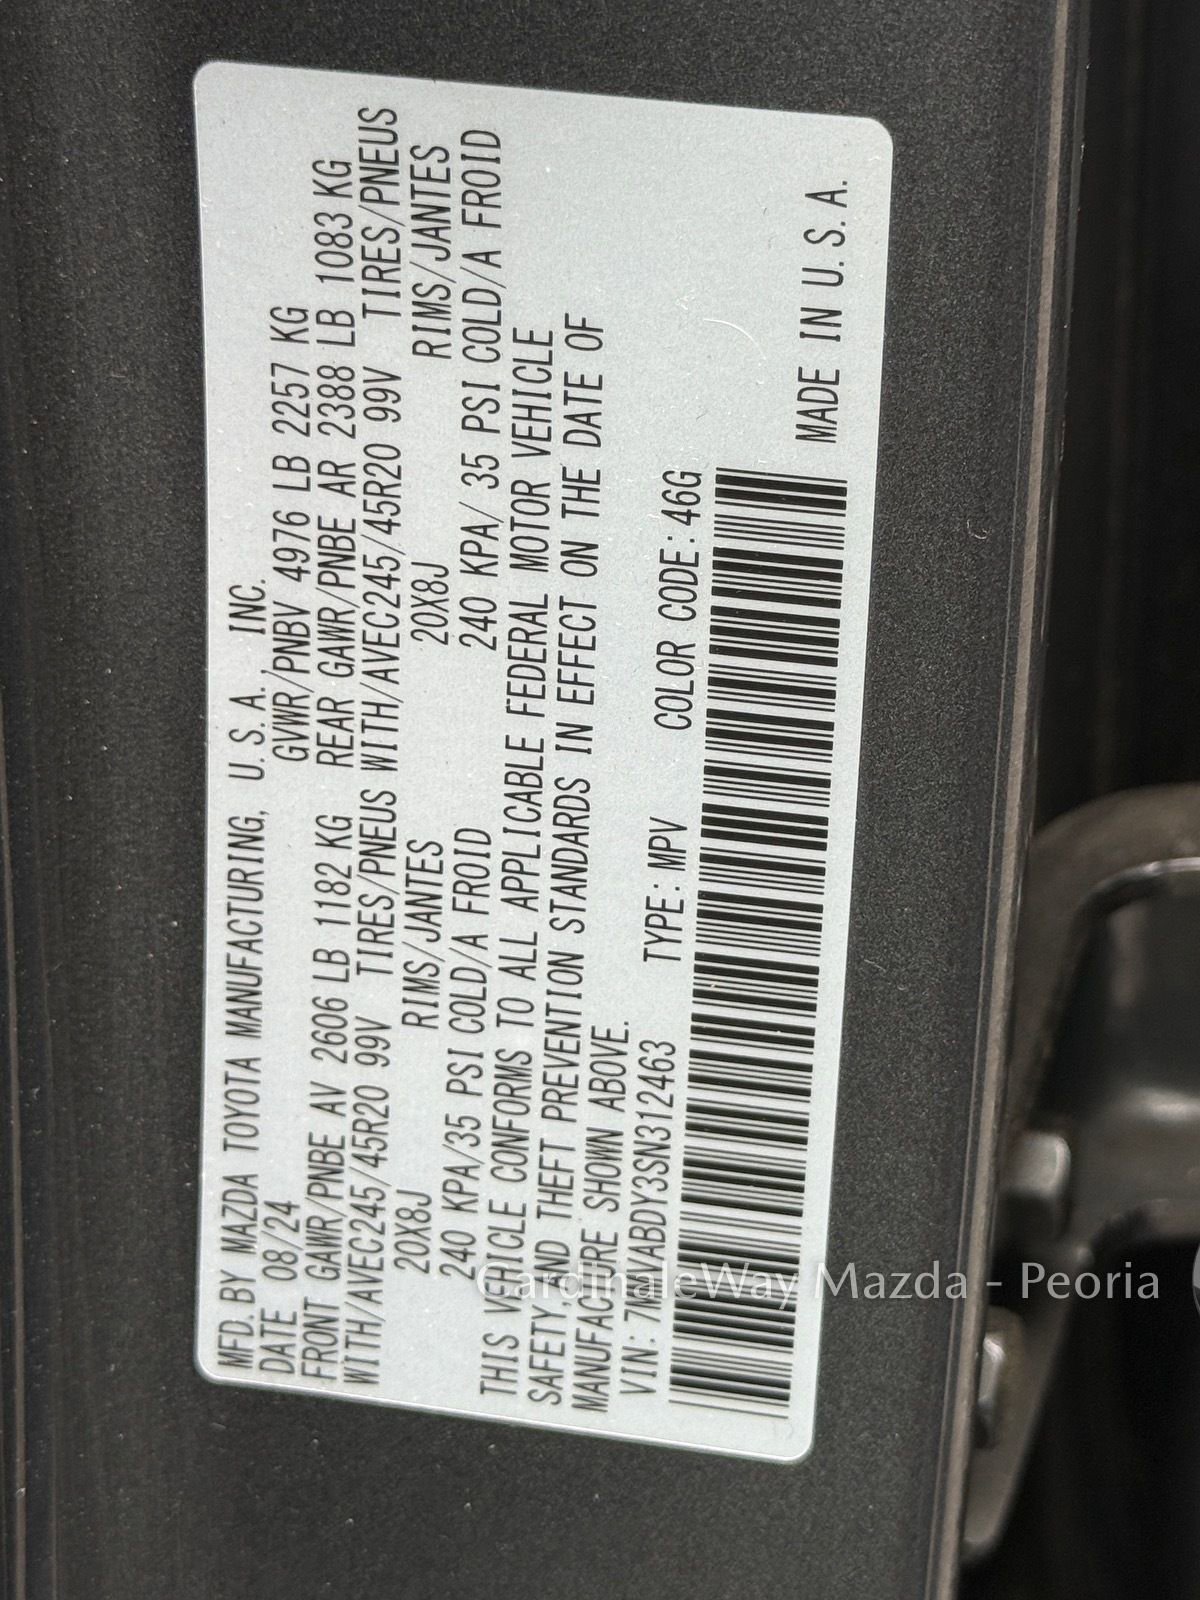 MFD. BY MAZDA TOYOTA MANUFACTURING, U.S.A., INC.
DATE 08/24 GVWR/PNBV 4976 LB 2257 KG
FRONT GAWR/PNBE AV 2606 LB 1182 KG REAR GAWR/PNBE AR 2388 LB 1083 KG
WITH/AVEC245/45R20 99V TIRES/PNEUS WITH/AVEC245/45R20 99V TIRES/PNEUS
20X8J RIMS/JANTES 20X8J RIMS/JANTES
240 KPA/35 PSI COLD/A FROID 240 KPA/ 35 PSI COLD/A FROID
THIS VEHICLE CONFORMS TO ALL APPLICABLE FEDERAL MOTOR VEHICLE
SAFETY,AND THEFT PREVENTION STANDARDS IN EFFECT ON THE DATE OF
MANUFACTURE SHOWN ABOVE.
VIN: 7MMVABDY3SN312463 TYPE: MPV COLOR CODE: 46G
MADE IN U.S.A.
CardinaleWay Mazda - Peoria